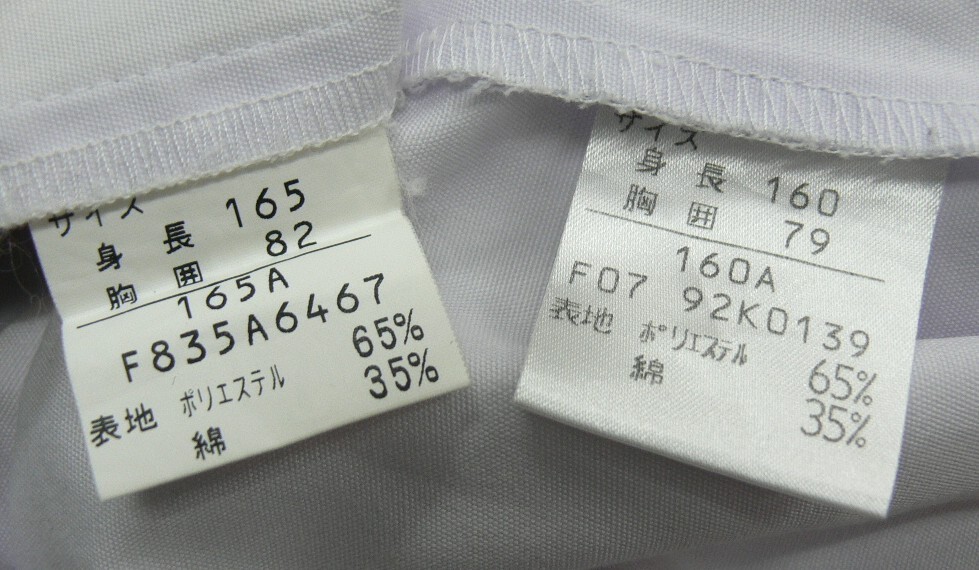 サイズ
身長 165
胸囲 82
165A
F835A6467
表地 ポリエステル 65%
綿 35%
サイズ
身長 160
胸囲 79
160A
F07 92K0139
表地 ポリエステル 65%
綿 35%